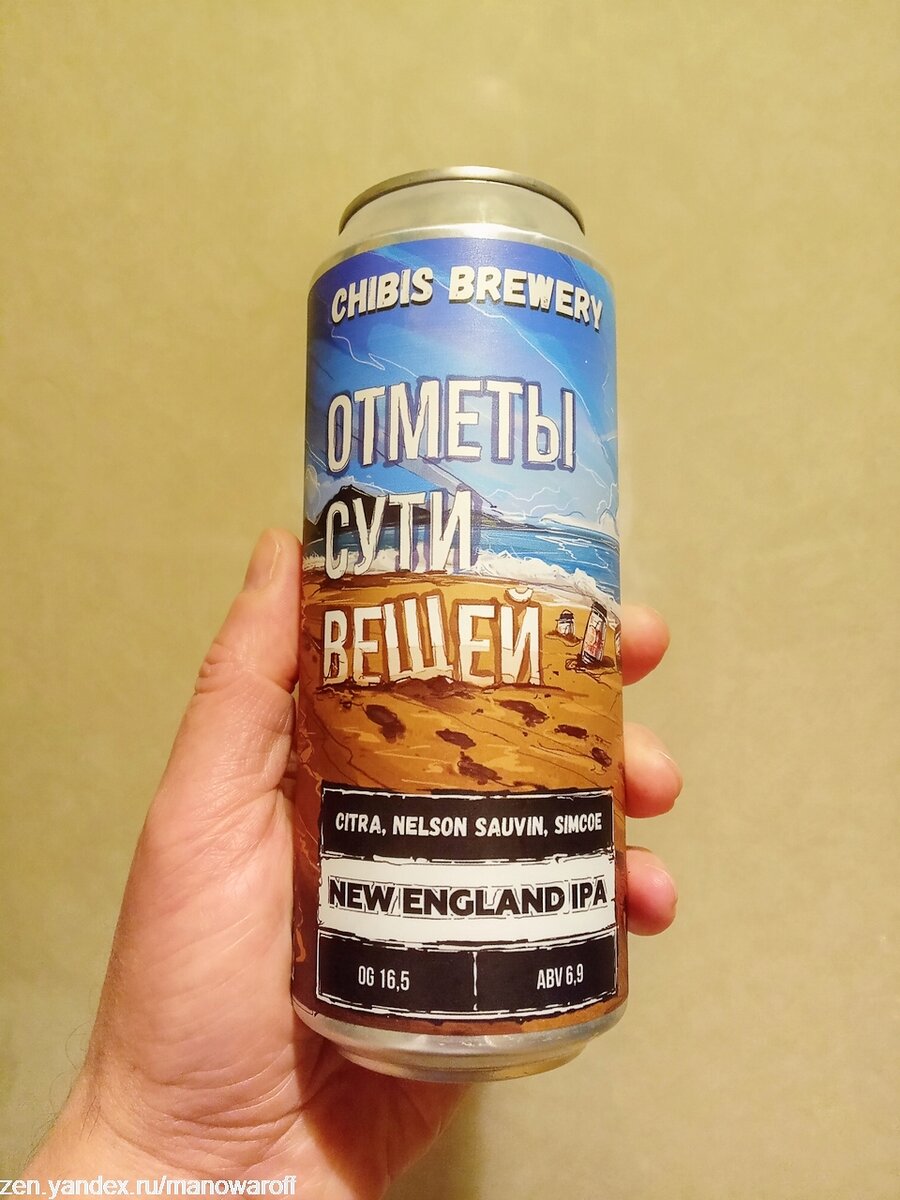 CHIBIS BREWERY
ОТМЕТЫ
СУТИ
ВЕЩЕЙ
CITRA, NELSON SAUVIN, SIMCOE
NEW ENGLAND IPA
OG 16,5
ABV 6,9
zen.yandex.ru/manowaroff